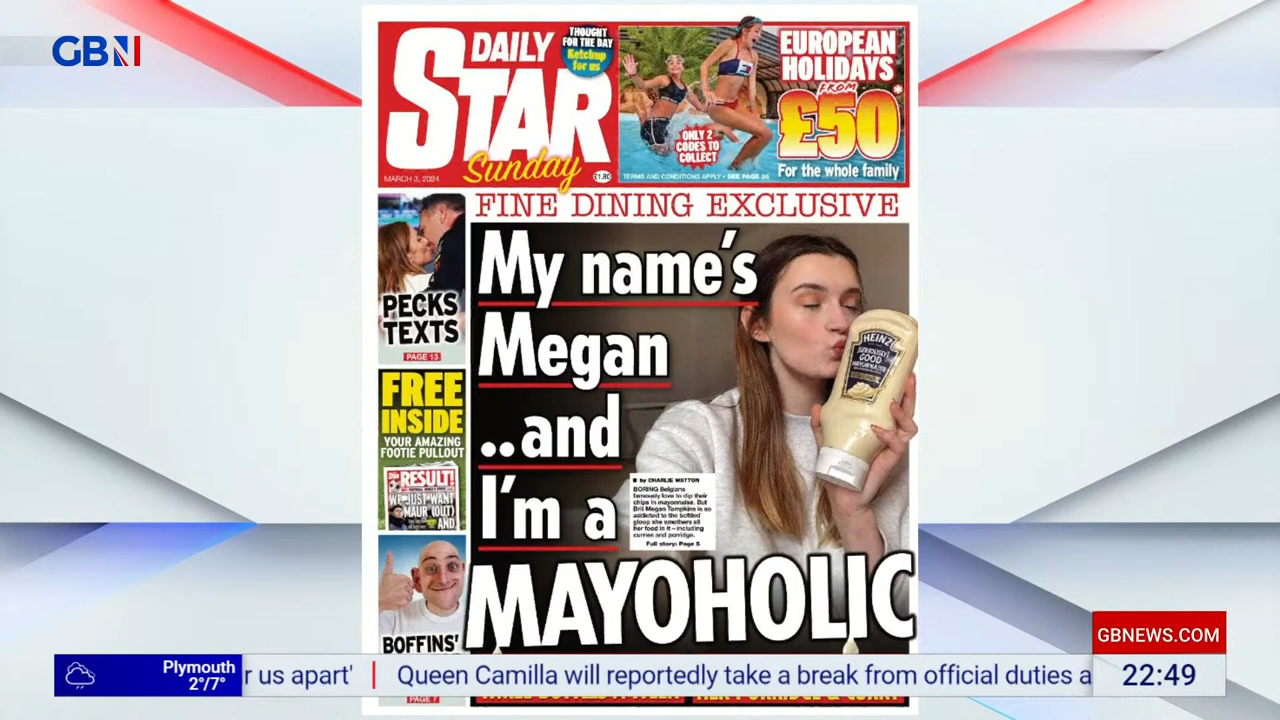 GBN
DAILY
STAR
Sunday
MARCH 3, 2024
£1.80
THOUGHT
FOR THE DAY
Ketchup
for us
EUROPEAN
HOLIDAYS
FROM
£50*
For the whole family
ONLY 2
CODES TO
COLLECT
TERMS AND CONDITIONS APPLY • SEE PAGE 36
FINE DINING EXCLUSIVE
PECKS
TEXTS
PAGE 13
FREE
INSIDE
YOUR AMAZING
FOOTIE PULLOUT
RESULT!
WE JUST WANT
MAUR (OUT)
AND,
BOFFINS'
PAGE 7
My name's
Megan
..and
I'm a
MAYOHOLIC
by CHARLIE WATTON
BORING Belgians
famously love to dip their
chips in mayonnaise. But
Brit Megan Tompkins is so
addicted to the bottled
gloop she smothers all
her food in it – including
curries and porridge.
Full story: Page 5
HEINZ
[SERIOUSLY]
GOOD
MAYONNAISE
GBNEWS.COM
Plymouth
2°/7°
r us apart' | Queen Camilla will reportedly take a break from official duties a
22:49